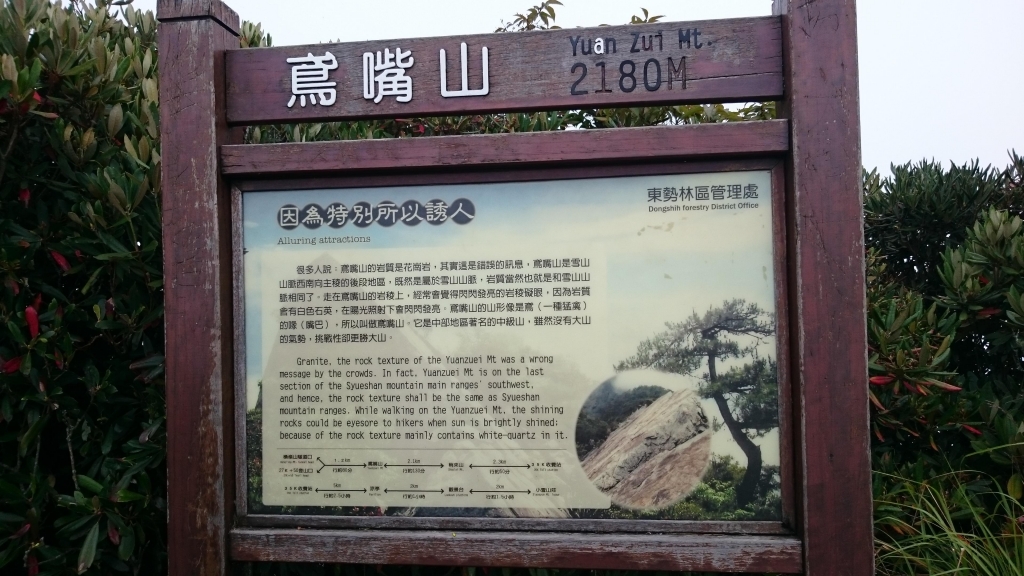 鳶嘴山
Yuan Zui Mt.
2180M
因為特別所以誘人
Alluring attractions
東勢林區管理處
Dongshih forestry District Office
很多人說，鳶嘴山的岩質是花崗岩，其實這是錯誤的訊息，鳶嘴山是雪山
山脈西南向主稜的後段地區，既然是屬於雪山山脈，岩質當然也就是和雪山山
脈相同了。走在鳶嘴山的岩稜上，經常會覺得閃閃發亮的岩稜礙眼，因為岩質
會有白色石英，在陽光照射下會閃閃發亮。鳶嘴山的山形像是鳶（一種猛禽）
的喙（嘴巴），所以叫做鳶嘴山。它是中部地區著名的中級山，雖然沒有大山
的氣勢，挑戰性卻更勝大山。
Granite, the rock texture of the Yuanzuei Mt was a wrong
message by the crowds. In fact, Yuanzuei Mt is on the last
section of the Syueshan mountain main ranges' southwest,
and hence, the rock texture shall be the same as Syueshan
mountain ranges. While walking on the Yuanzuei Mt, the shining
rocks could be eyesore to hikers when sun is brightly shined;
because of the rock texture mainly contains white-quartz in it.